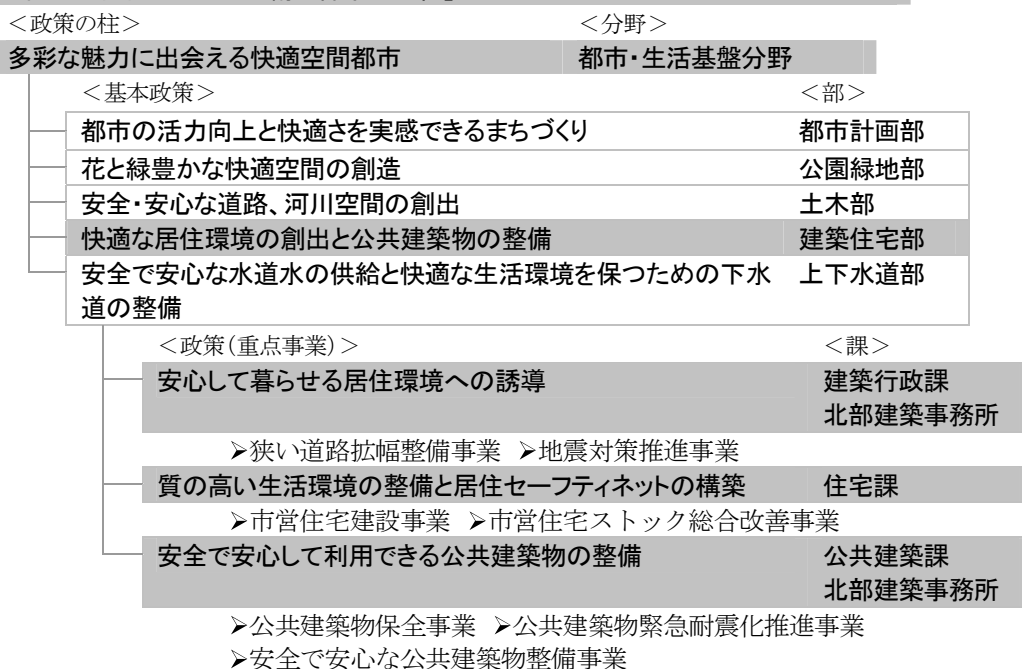 <政策の柱> <分野>
多彩な魅力に出会える快適空間都市 都市・生活基盤分野
<基本政策> <部>
都市の活力向上と快適さを実感できるまちづくり 都市計画部
花と緑豊かな快適空間の創造 公園緑地部
安全・安心な道路、河川空間の創出 土木部
快適な居住環境の創出と公共建築物の整備 建築住宅部
安全で安心な水道水の供給と快適な生活環境を保つための下水 上下水道部
道の整備
<政策(重点事業)> <課>
安心して暮らせる居住環境への誘導 建築行政課
北部建築事務所
➢狭い道路拡幅整備事業 ➢地震対策推進事業
質の高い生活環境の整備と居住セーフティネットの構築 住宅課
➢市営住宅建設事業 ➢市営住宅ストック総合改善事業
安全で安心して利用できる公共建築物の整備 公共建築課
北部建築事務所
➢公共建築物保全事業 ➢公共建築物緊急耐震化推進事業
➢安全で安心な公共建築物整備事業